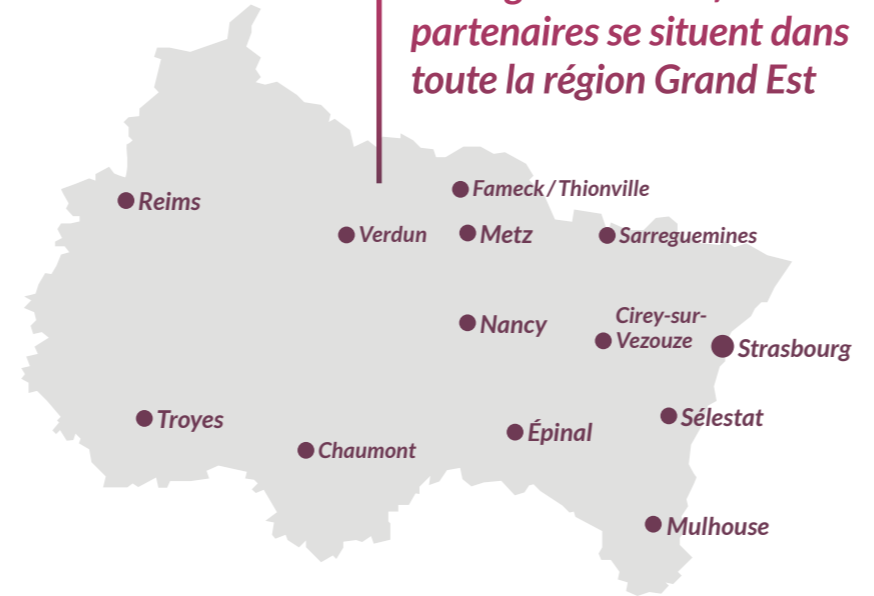 partenaires se situent dans
toute la région Grand Est
Fameck / Thionville
Reims
Verdun
Metz
Sarreguemines
Cirey-sur-
Vezouze
Nancy
Strasbourg
Troyes
Chaumont
Épinal
Sélestat
Mulhouse